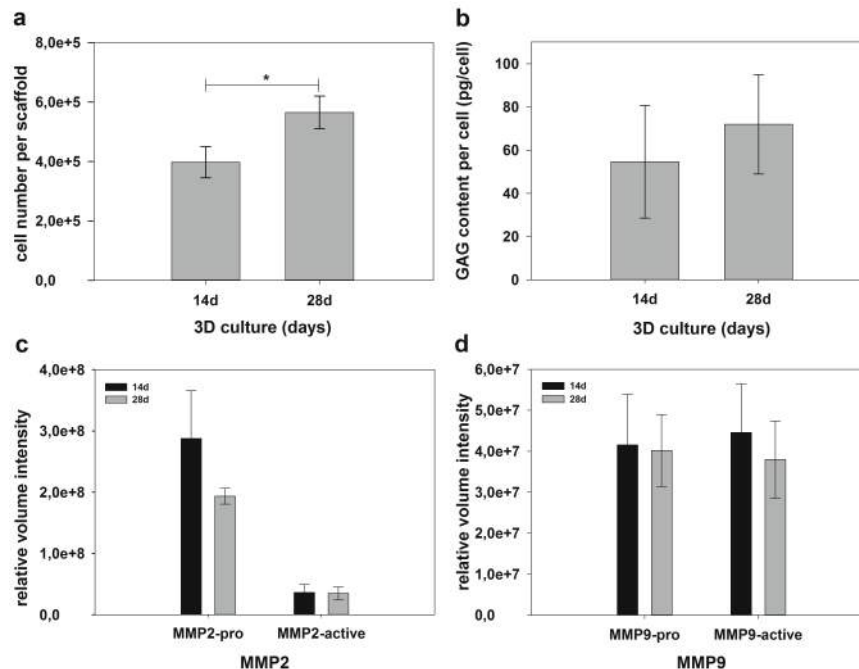 a
cell number per scaffold
8,0e+5
6,0e+5
4,0e+5
2,0e+5
0,0
*
14d
28d
3D culture (days)
b
GAG content per cell (pg/cell)
100
80
60
40
20
0
14d
28d
3D culture (days)
c
relative volume intensity
4,0e+8
3,0e+8
2,0e+8
1,0e+8
0,0
14d
28d
MMP2-pro
MMP2-active
MMP2
d
relative volume intensity
6,0e+7
5,0e+7
4,0e+7
3,0e+7
2,0e+7
1,0e+7
0,0
14d
28d
MMP9-pro
MMP9-active
MMP9